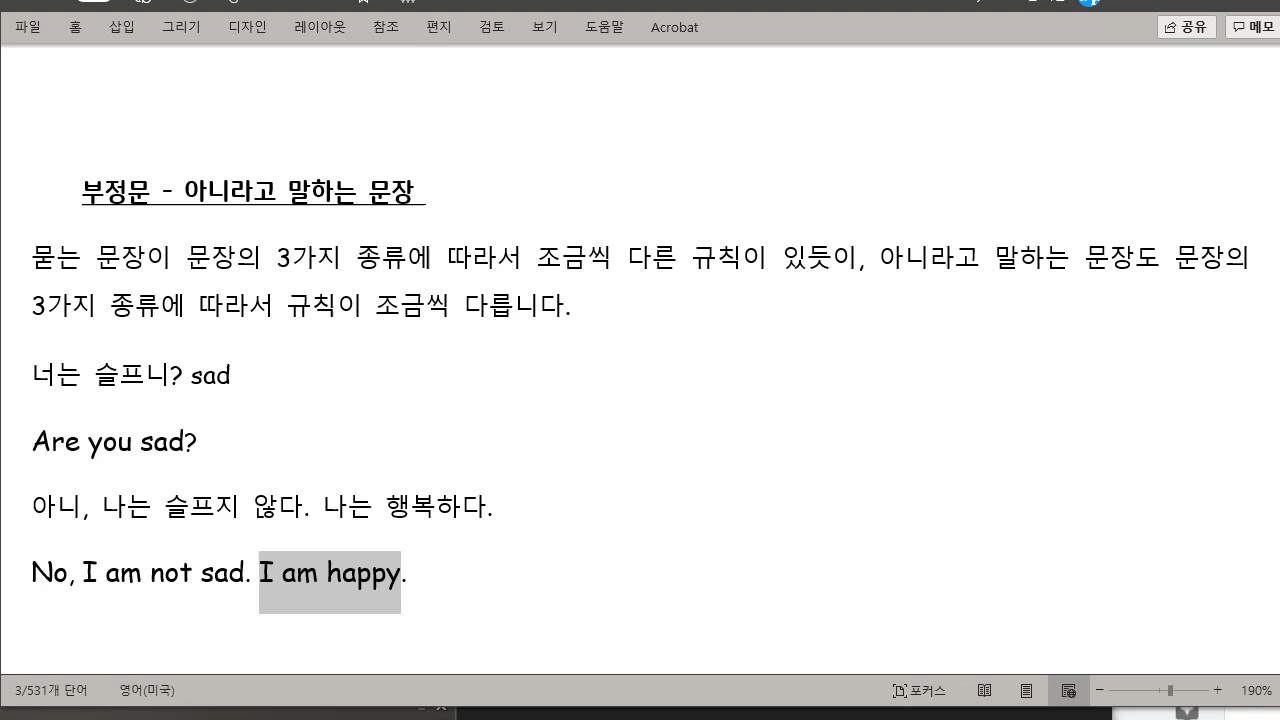 파일 홈 삽입 그리기 디자인 레이아웃 참조 편지 검토 보기 도움말 Acrobat 공유 메모
부정문 - 아니라고 말하는 문장
묻는 문장이 문장의 3가지 종류에 따라서 조금씩 다른 규칙이 있듯이, 아니라고 말하는 문장도 문장의
3가지 종류에 따라서 규칙이 조금씩 다릅니다.
너는 슬프니? sad
Are you sad?
아니, 나는 슬프지 않다. 나는 행복하다.
No, I am not sad. I am happy.
3/531개 단어 영어(미국) 포커스 190%